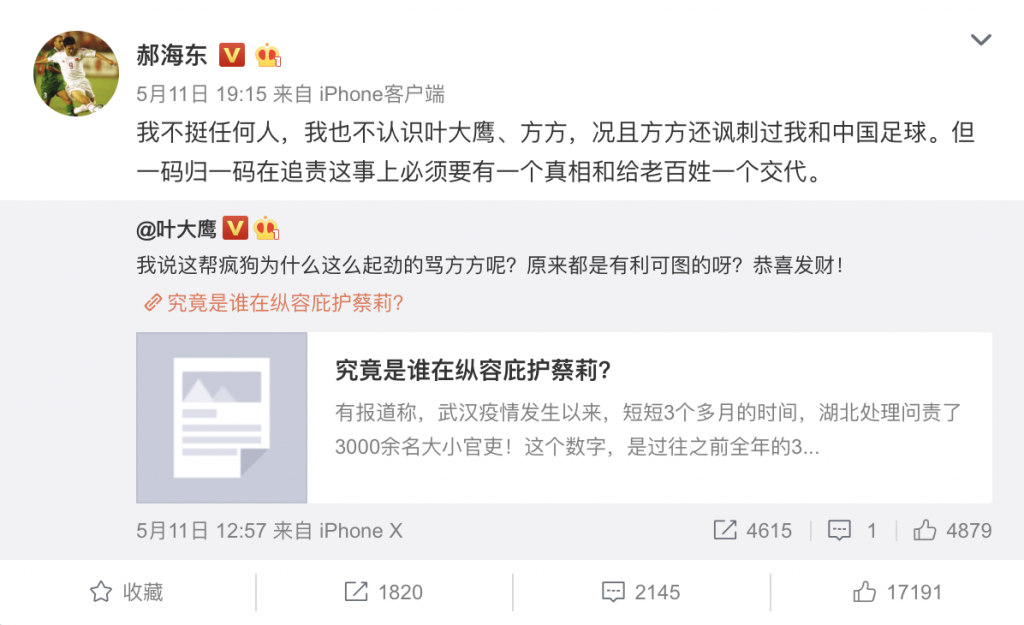 郝海东
5月11日 19:15 来自 iPhone客户端
我不挺任何人，我也不认识叶大鹰、方方，况且方方还讽刺过我和中国足球。但
一码归一码在追责这事上必须要有一个真相和给老百姓一个交代。
@叶大鹰
我说这帮疯狗为什么这么起劲的骂方方呢？原来都是有利可图的呀？恭喜发财！
究竟是谁在纵容庇护蔡莉?
究竟是谁在纵容庇护蔡莉?
有报道称，武汉疫情发生以来，短短3个多月的时间，湖北处理问责了
3000余名大小官吏！这个数字，是过往之前全年的3...
5月11日 12:57 来自 iPhone X 4615 1 4879
收藏 1820 2145 17191